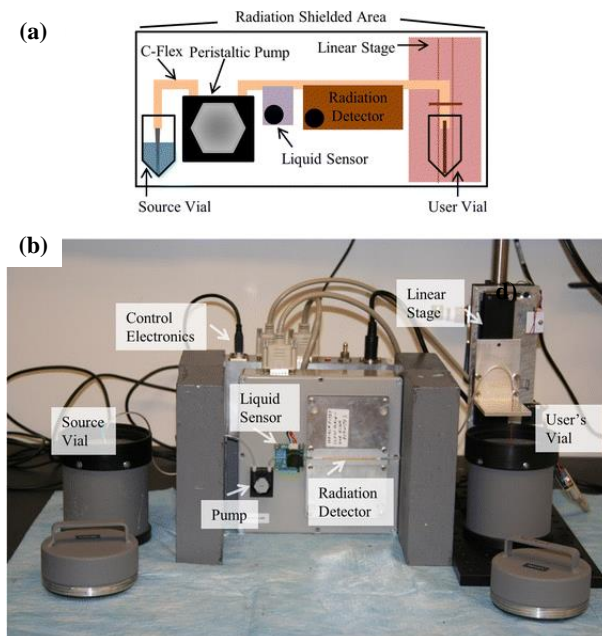 (a)
Radiation Shielded Area
C-Flex
Peristaltic Pump
Linear Stage
Radiation
Detector
Liquid Sensor
Source Vial
User Vial
(b)
Linear
Stage
Control
Electronics
Source
Vial
Liquid
Sensor
User's
Vial
Pump
Radiation
Detector